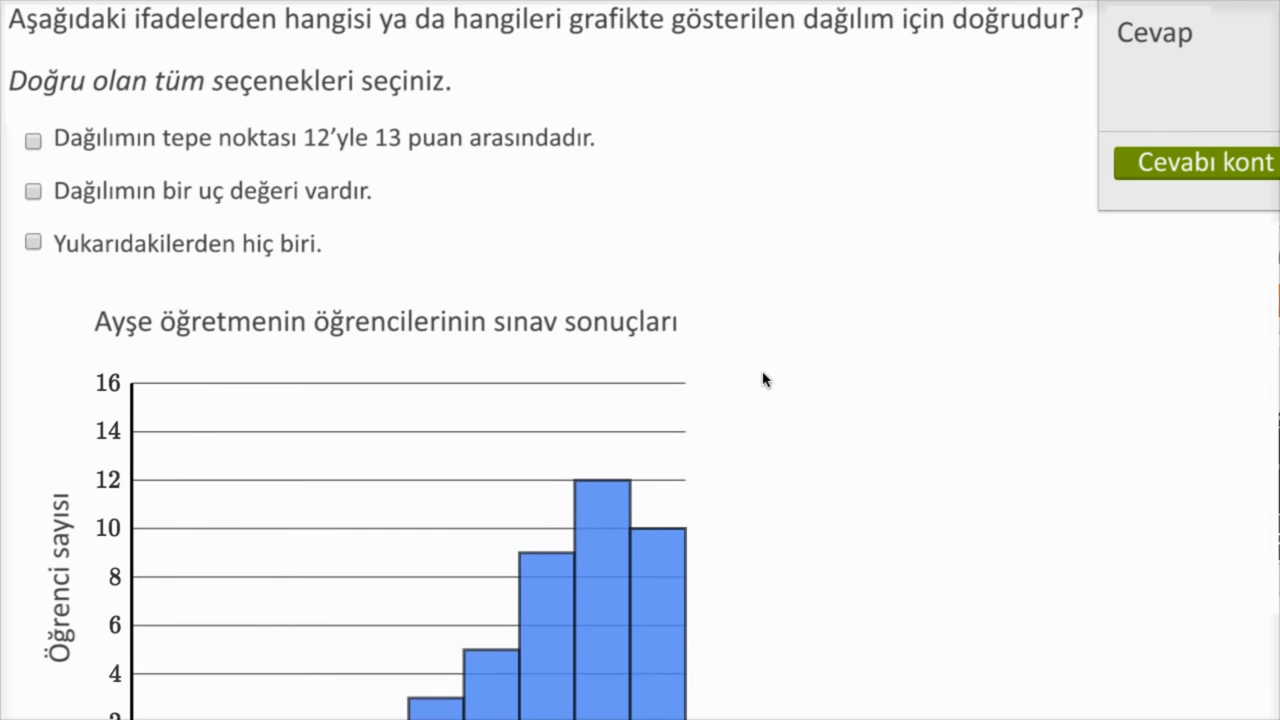 Aşağıdaki ifadelerden hangisi ya da hangileri grafikte gösterilen dağılım için doğrudur?
Cevap
Doğru olan tüm seçenekleri seçiniz.
Dağılımın tepe noktası 12'yle 13 puan arasındadır.
Cevabı kont
Dağılımın bir uç değeri vardır.
Yukarıdakilerden hiç biri.
Ayşe öğretmenin öğrencilerinin sınav sonuçları
16
14
12
10
8
6
4
Öğrenci sayısı